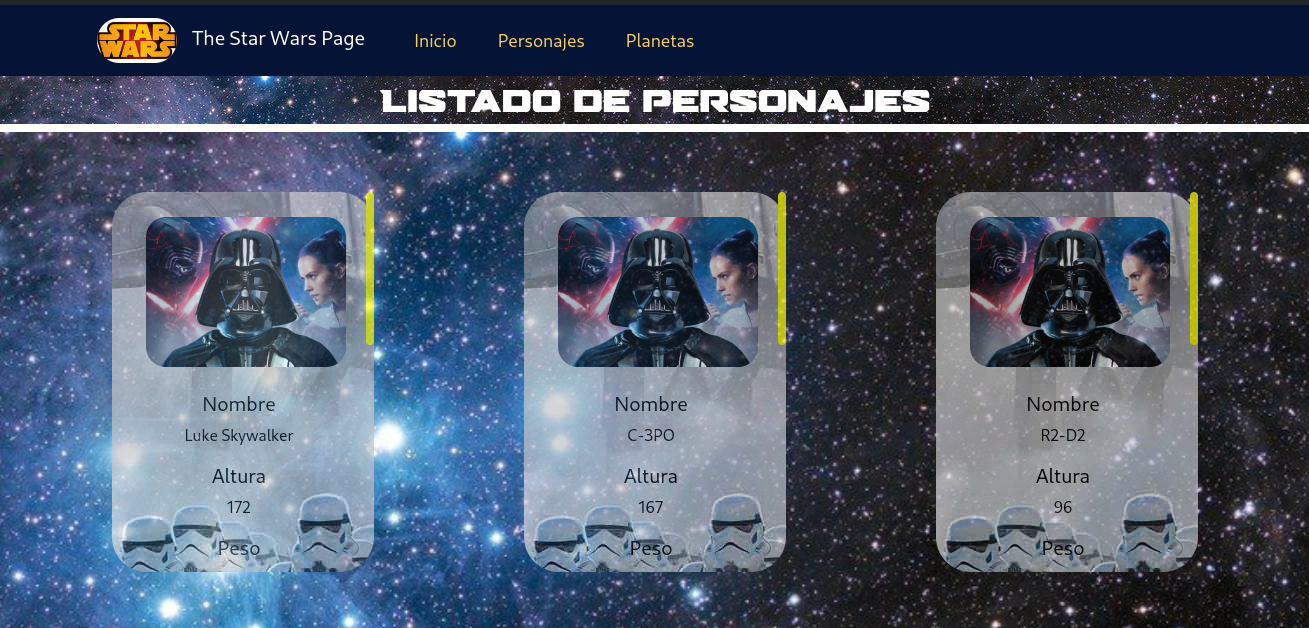 STAR WARS
The Star Wars Page
Inicio
Personajes
Planetas
LISTADO DE PERSONAJES
Nombre
Luke Skywalker
Altura
172
Peso
Nombre
C-3PO
Altura
167
Peso
Nombre
R2-D2
Altura
96
Peso